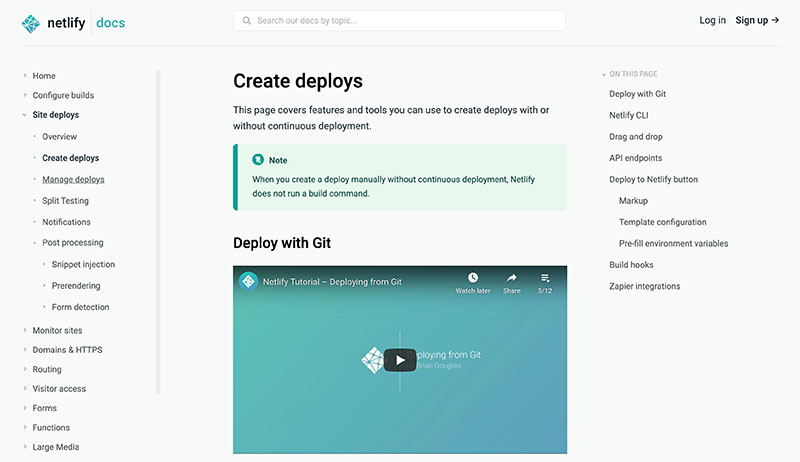 netlify docs
Search our docs by topic...
Log in
Sign up →
Home
Configure builds
Site deploys
Overview
Create deploys
Manage deploys
Split Testing
Notifications
Post processing
Snippet injection
Prerendering
Form detection
Monitor sites
Domains & HTTPS
Routing
Visitor access
Forms
Functions
Large Media
Create deploys
This page covers features and tools you can use to create deploys with or
without continuous deployment.
Note
When you create a deploy manually without continuous deployment, Netlify
does not run a build command.
Deploy with Git
Netlify Tutorial – Deploying from Git
Watch later
Share
3/12
Deploying from Git
Douglas
ON THIS PAGE
Deploy with Git
Netlify CLI
Drag and drop
API endpoints
Deploy to Netlify button
Markup
Template configuration
Pre-fill environment variables
Build hooks
Zapier integrations